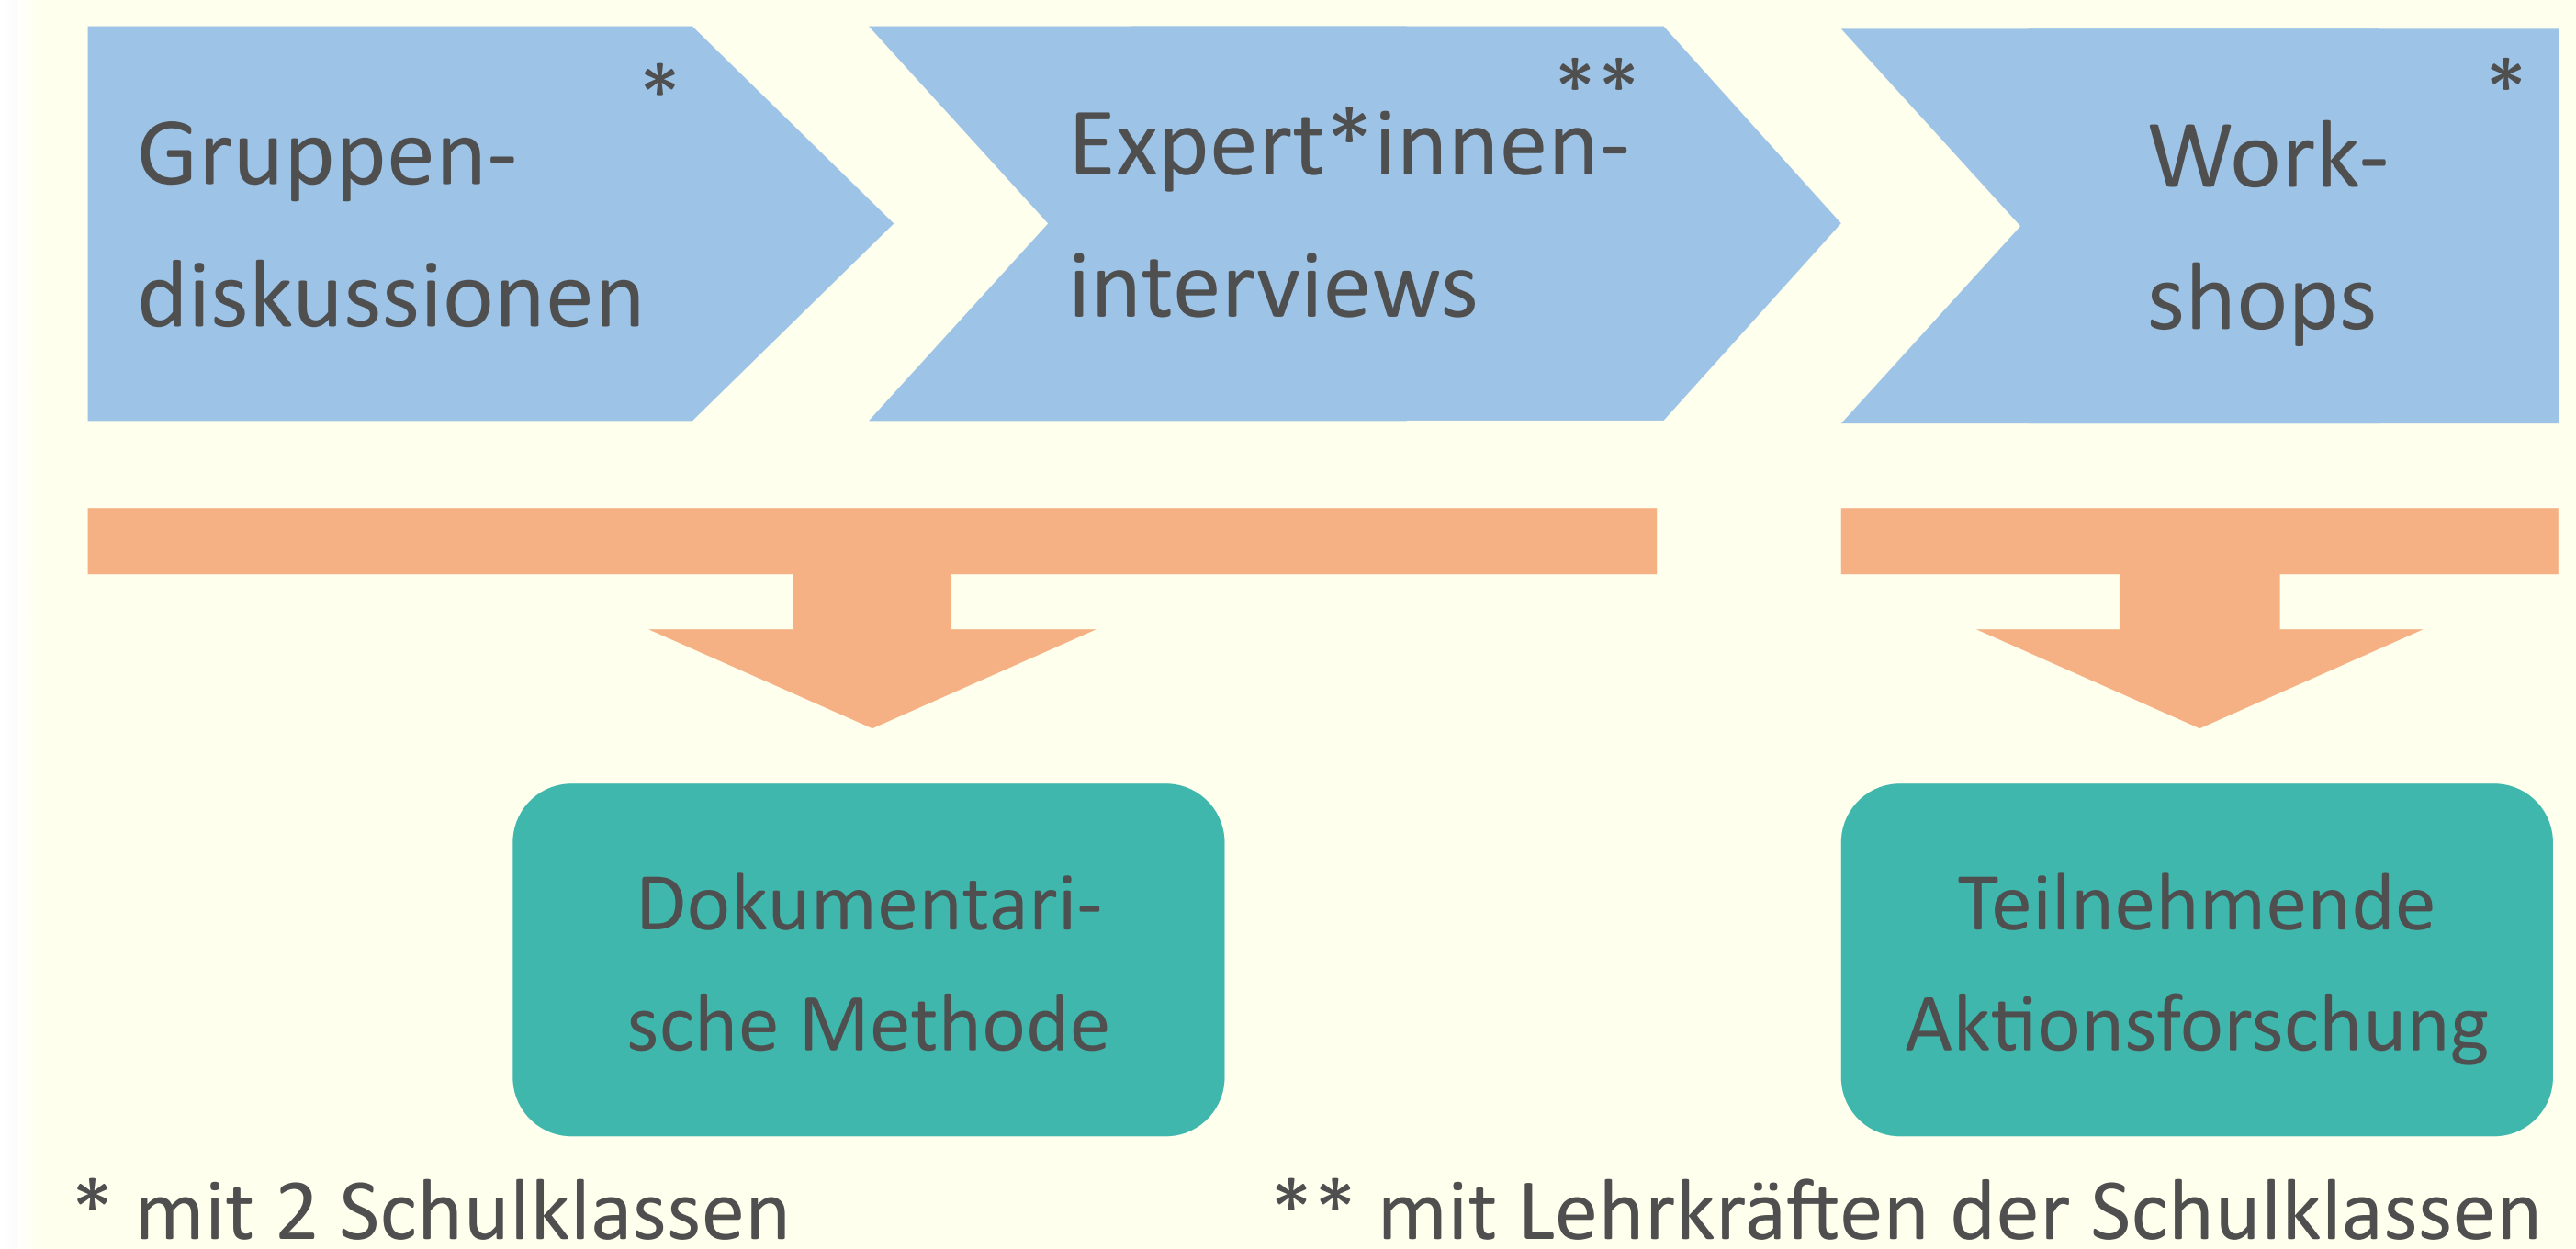 *
Gruppen-
diskussionen
**
Expert*innen-
interviews
*
Work-
shops
Dokumentari-
sche Methode
Teilnehmende
Aktionsforschung
* mit 2 Schulklassen
** mit Lehrkräften der Schulklassen